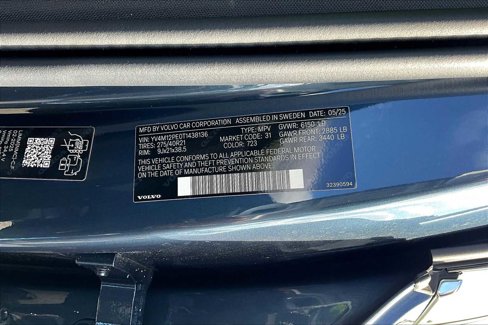 MFD BY VOLVO CAR CORPORATION ASSEMBLED IN SWEDEN DATE: 05/25
VIN: YV4M12PE0T1438136 TYPE: MPV GVWR: 6150 LB
TIRES: 275/40R21 MARKET: 31 GAWR FRONT: 2885 LB
RIM: 9Jx21x38.5 COLOR: 723 GAWR REAR: 3440 LB
THIS VEHICLE CONFORMS TO ALL APPLICABLE FEDERAL MOTOR
VEHICLE SAFETY AND THEFT PREVENTION STANDARDS IN EFFECT
ON THE DATE OF MANUFACTURE SHOWN ABOVE.
VOLVO 32390594